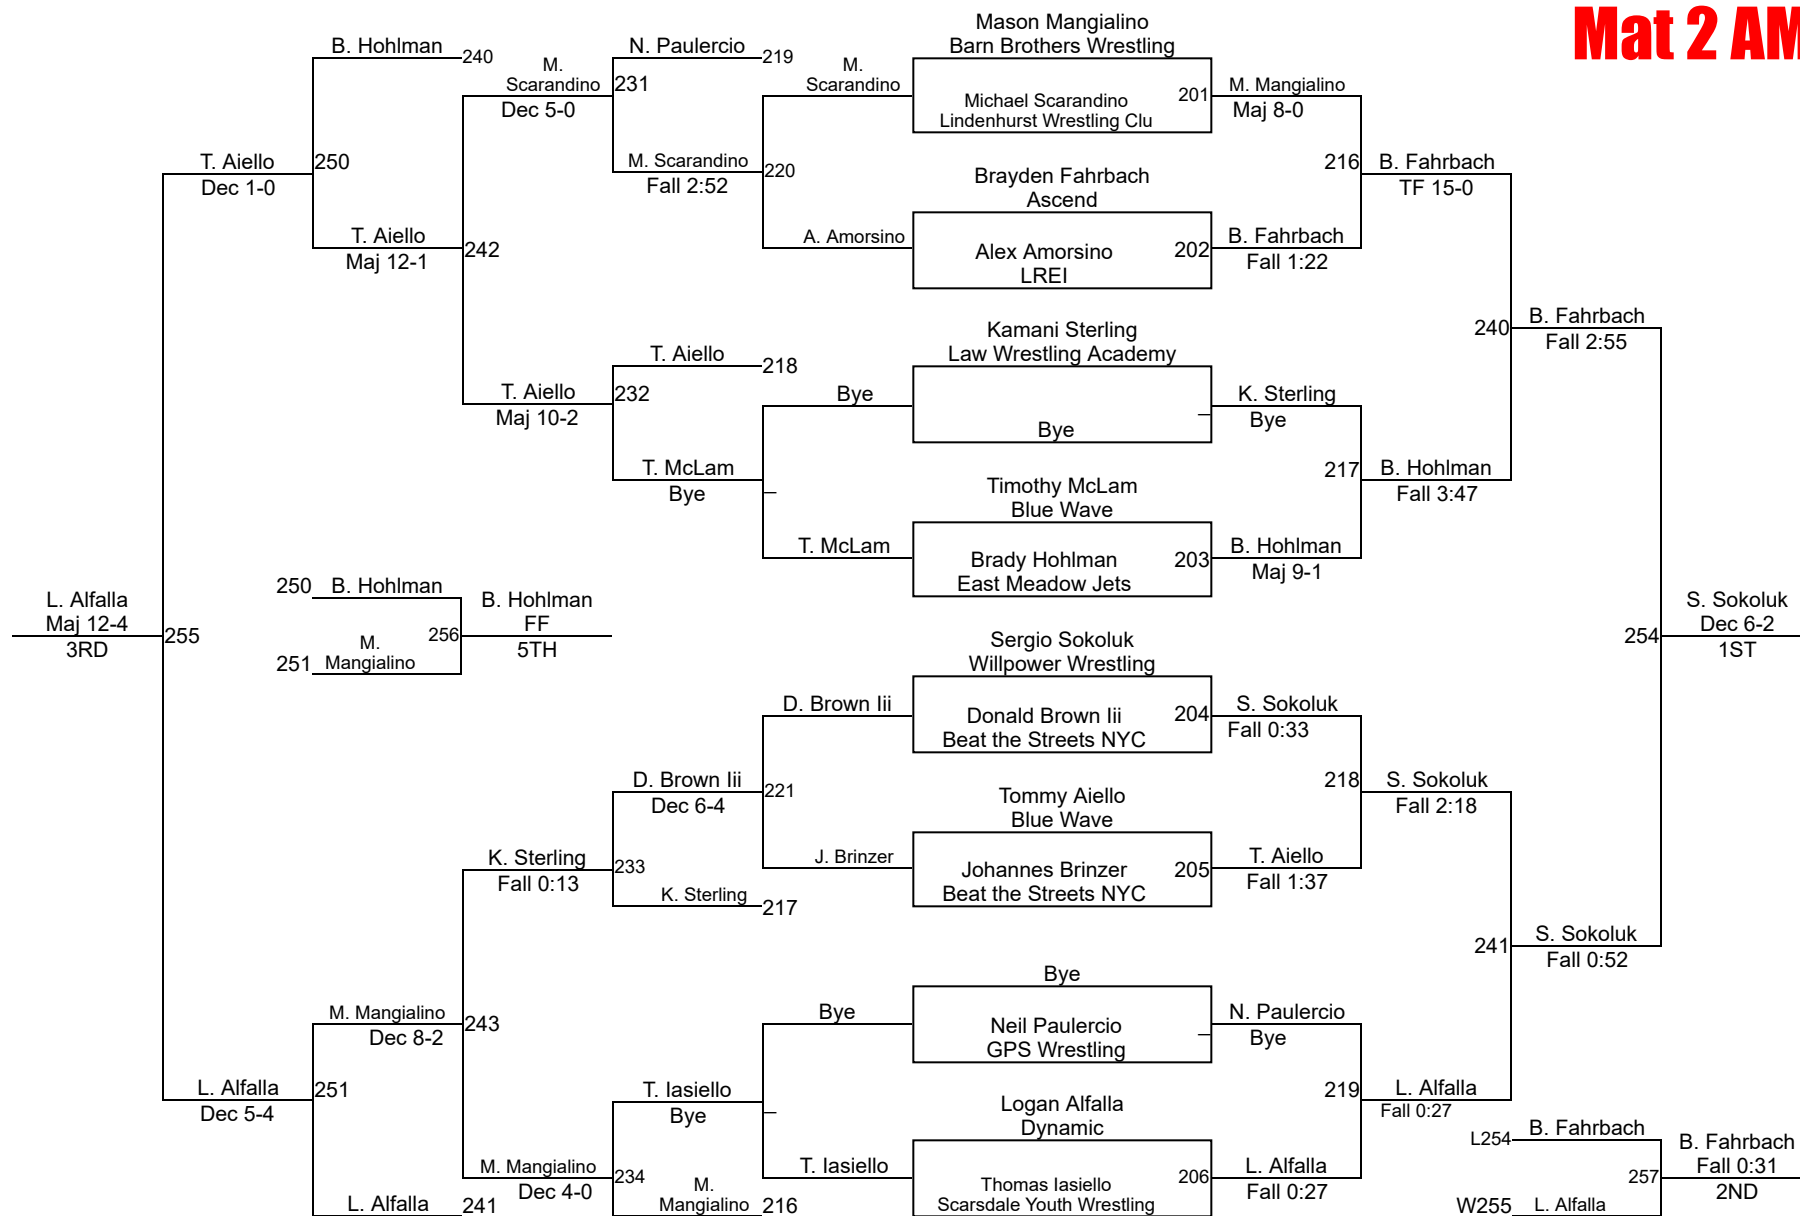 Mat 2 AM
B. Hohlman
240
M.
Scarandino
Dec 5-0
N. Paulercio
219
231
M. Scarandino
Fall 2:52
220
M.
Scarandino
A. Amorsino
Mason Mangialino
Barn Brothers Wrestling
Michael Scarandino
Lindenhurst Wrestling Clu
201
M. Mangialino
Maj 8-0
Brayden Fahrbach
Ascend
Alex Amorsino
LREI
202
B. Fahrbach
Fall 1:22
216
B. Fahrbach
TF 15-0
T. Aiello
Dec 1-0
250
T. Aiello
Maj 12-1
242
T. Aiello
Maj 10-2
T. Aiello
218
232
T. McLam
Bye
Bye
T. McLam
Kamani Sterling
Law Wrestling Academy
Bye
K. Sterling
Bye
Timothy McLam
Blue Wave
Brady Hohlman
East Meadow Jets
203
B. Hohlman
Maj 9-1
217
B. Hohlman
Fall 3:47
240
B. Fahrbach
Fall 2:55
L. Alfalla
Maj 12-4
3RD
255
250
B. Hohlman
251
M.
Mangialino
256
B. Hohlman
FF
5TH
254
S. Sokoluk
Dec 6-2
1ST
Sergio Sokoluk
Willpower Wrestling
Donald Brown Iii
Beat the Streets NYC
204
S. Sokoluk
Fall 0:33
D. Brown Iii
D. Brown Iii
Dec 6-4
221
J. Brinzer
Tommy Aiello
Blue Wave
Johannes Brinzer
Beat the Streets NYC
205
T. Aiello
Fall 1:37
218
S. Sokoluk
Fall 2:18
K. Sterling
Fall 0:13
233
K. Sterling
217
241
S. Sokoluk
Fall 0:52
Bye
Neil Paulercio
GPS Wrestling
Bye
N. Paulercio
Bye
M. Mangialino
Dec 8-2
243
L. Alfalla
Dec 5-4
251
T. Iasiello
Bye
T. Iasiello
Logan Alfalla
Dynamic
Thomas Iasiello
Scarsdale Youth Wrestling
206
L. Alfalla
Fall 0:27
219
L. Alfalla
Fall 0:27
M. Mangialino
Dec 4-0
234
M.
Mangialino
216
L. Alfalla
241
L254
B. Fahrbach
W255
L. Alfalla
257
B. Fahrbach
Fall 0:31
2ND